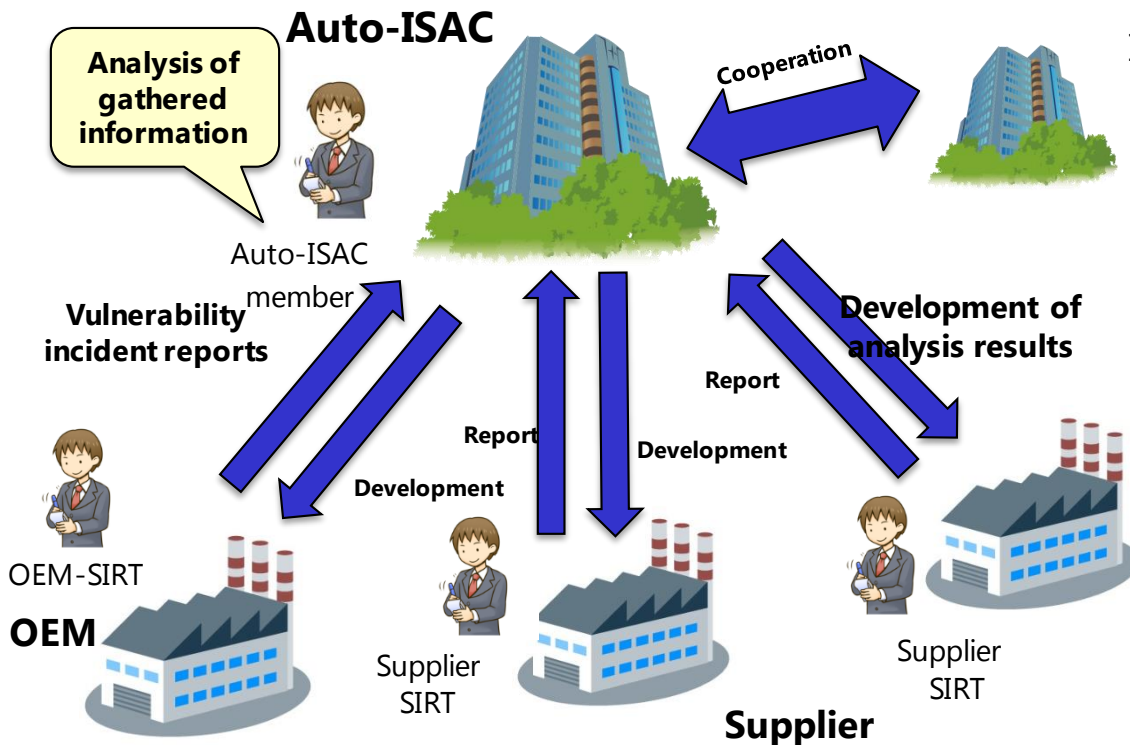 Auto-ISAC
Analysis of
gathered
information
Cooperation
Auto-ISAC
member
Vulnerability
incident reports
Development of
analysis results
Report
Report
Development
Development
OEM-SIRT
OEM
Supplier
SIRT
Supplier
SIRT
Supplier